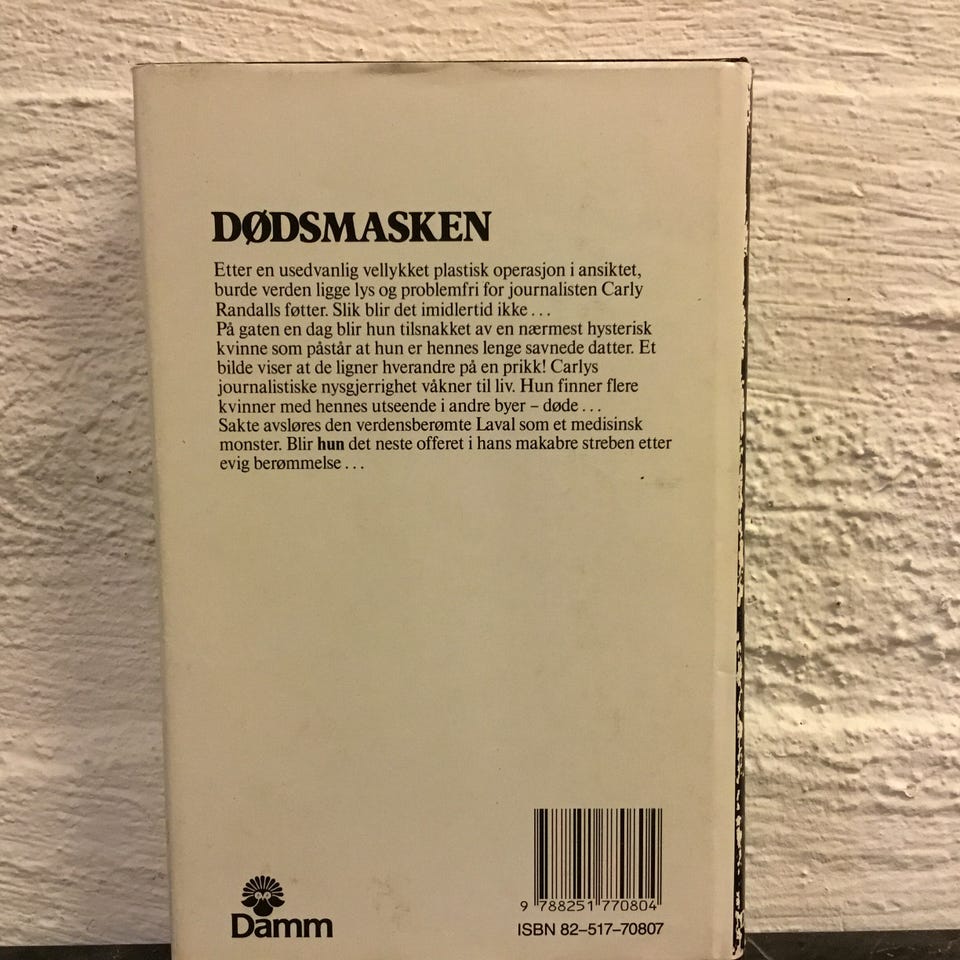 DØDSMASKEN
Etter en usedvanlig vellykket plastisk operasjon i ansiktet,
burde verden ligge lys og problemfri for journalisten Carly
Randalls føtter. Slik blir det imidlertid ikke . . .
På gaten en dag blir hun tilsnakket av en nærmest hysterisk
kvinne som påstår at hun er hennes lenge savnede datter. Et
bilde viser at de ligner hverandre på en prikk! Carlys
journalistiske nysgjerrighet våkner til liv. Hun finner flere
kvinner med hennes utseende i andre byer – døde . . .
Sakte avsløres den verdensberømte Laval som et medisinsk
monster. Blir hun det neste offeret i hans makabre streben etter
evig berømmelse . . .
Damm
9 788251 770804
ISBN 82–517–70807